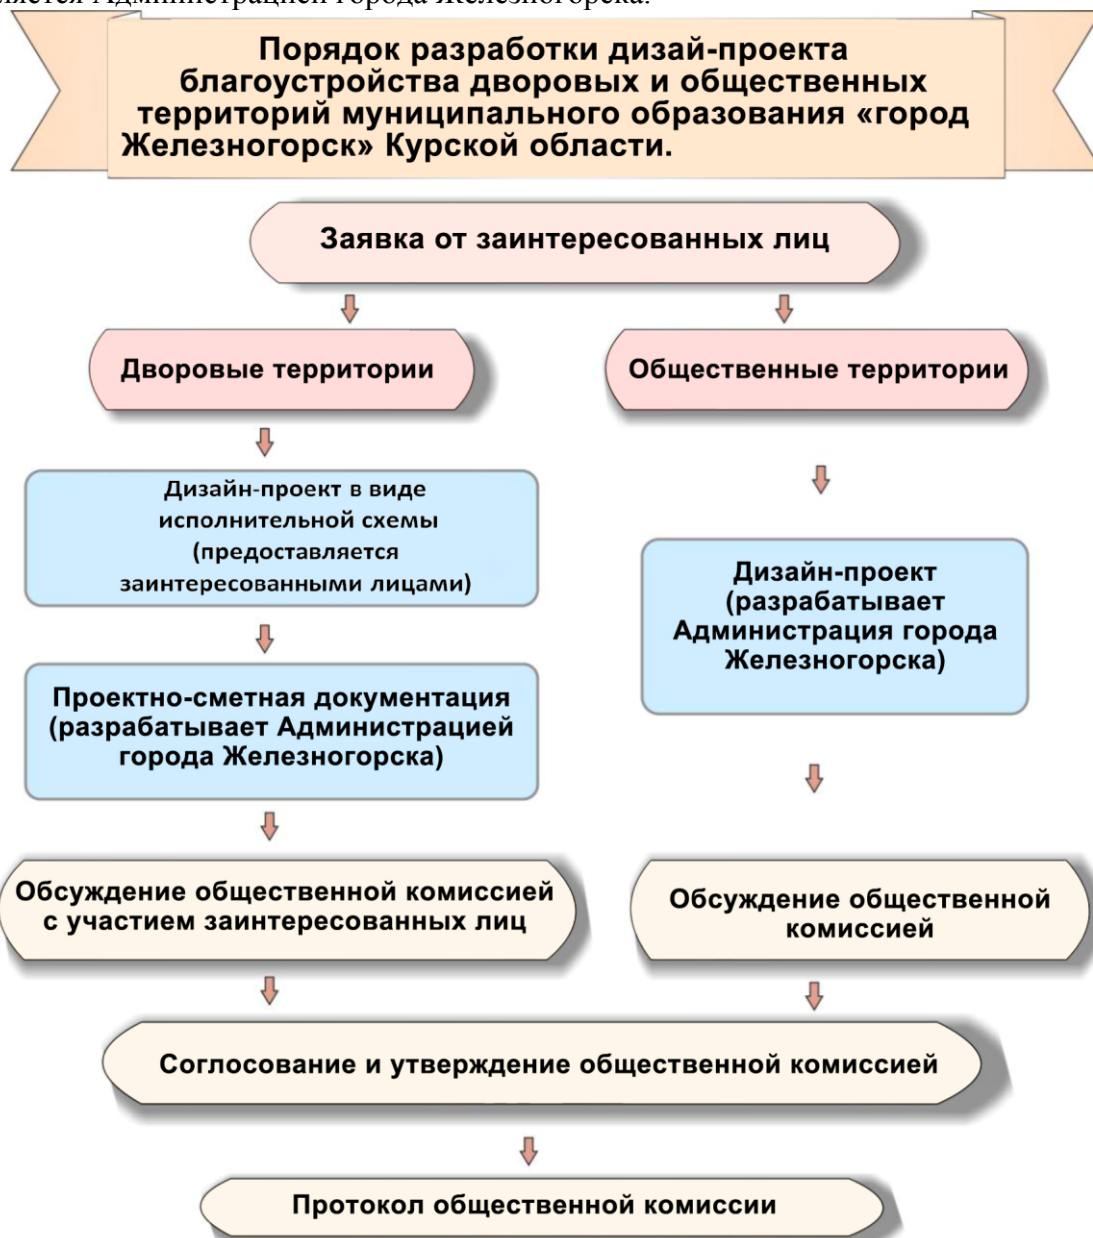 Администрацией города Железногорска.
Порядок разработки дизай-проекта
благоустройства дворовых и общественных
территорий муниципального образования «город
Железногорск» Курской области.
Заявка от заинтересованных лиц
Дворовые территории
Общественные территории
Дизайн-проект в виде
исполнительной схемы
(предоставляется
заинтересованными лицами)
Дизайн-проект
(разрабатывает
Администрация города
Железногорска)
Проектно-сметная документация
(разрабатывает Администрацией
города Железногорска)
Обсуждение общественной комиссией
с участием заинтересованных лиц
Обсуждение общественной
комиссией
Соглосование и утверждение общественной комиссией
Протокол общественной комиссии